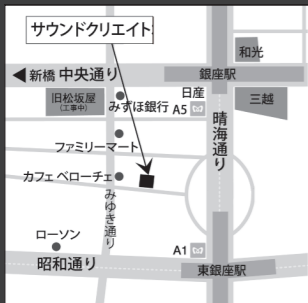 サウンドクリエイト
和光
新橋 中央通り
銀座駅
旧松坂屋
(工事中)
みずほ銀行
日産
A5
三越
ファミリーマート
晴海通り
カフェ ベローチェ
みゆき通り
ローソン
A1
昭和通り
東銀座駅